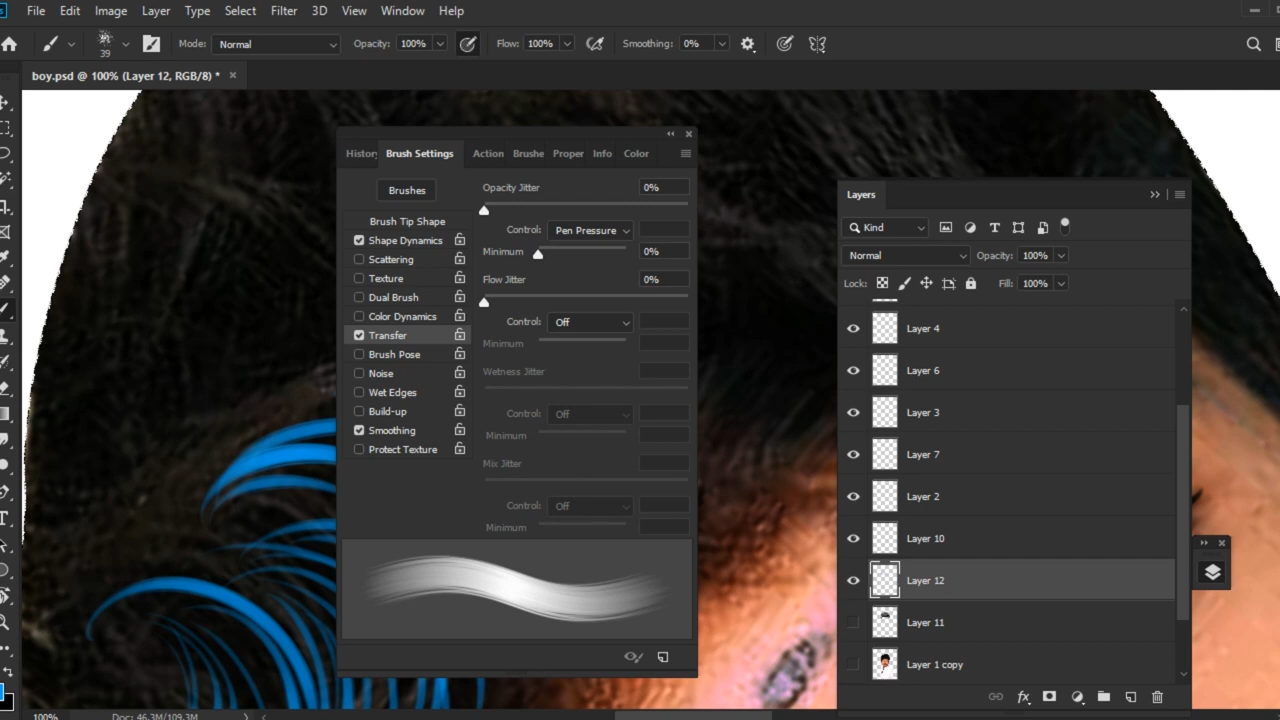 File Edit Image Layer Type Select Filter 3D View Window Help
39 Mode: Normal Opacity: 100% Flow: 100% Smoothing: 0%
boy.psd @ 100% (Layer 12, RGB/8) *
History Brush Settings Action Brushe Proper Info Color
Brushes
Brush Tip Shape
Shape Dynamics
Scattering
Texture
Dual Brush
Color Dynamics
Transfer
Brush Pose
Noise
Wet Edges
Build-up
Smoothing
Protect Texture
Opacity Jitter 0%
Control: Pen Pressure
Minimum 0%
Flow Jitter 0%
Control: Off
Minimum
Wetness Jitter
Control: Off
Minimum
Mix Jitter
Control: Off
Minimum
Layers
Kind
Normal Opacity: 100%
Lock: Fill: 100%
Layer 4
Layer 6
Layer 3
Layer 7
Layer 2
Layer 10
Layer 12
Layer 11
Layer 1 copy
fx
100% Doc: 46.3M/109.3M